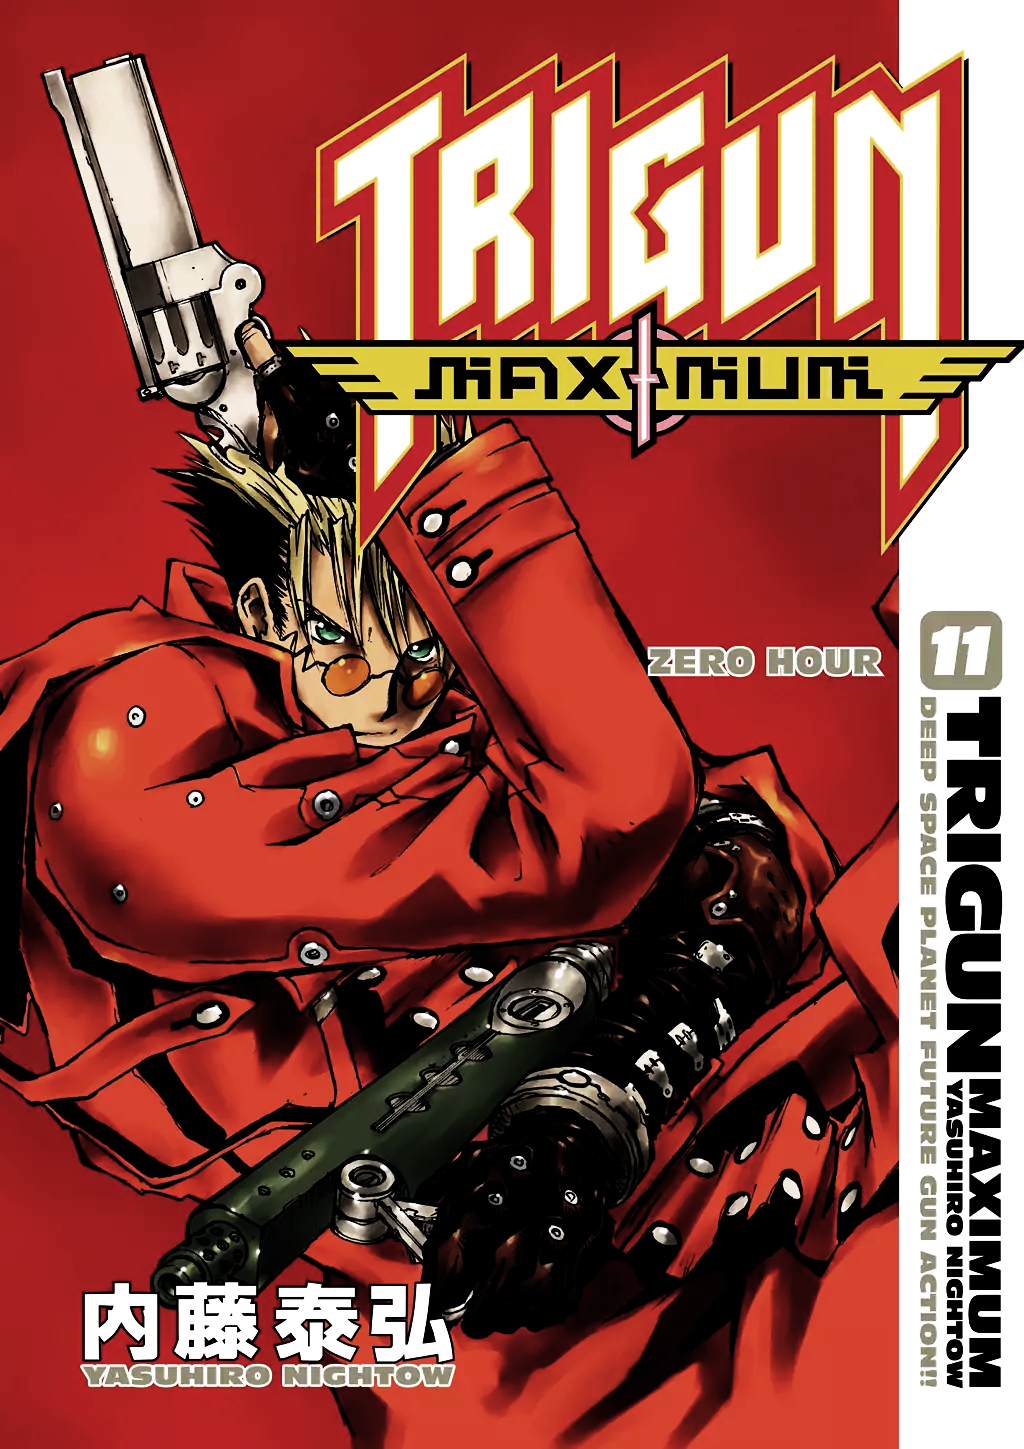 TRIGUN
MAXIMUM
ZERO HOUR
11
TRIGUN MAXIMUM
YASUHIRO NIGHTOW
DEEP SPACE PLANET FUTURE GUN ACTION!!
内藤泰弘
YASUHIRO NIGHTOW